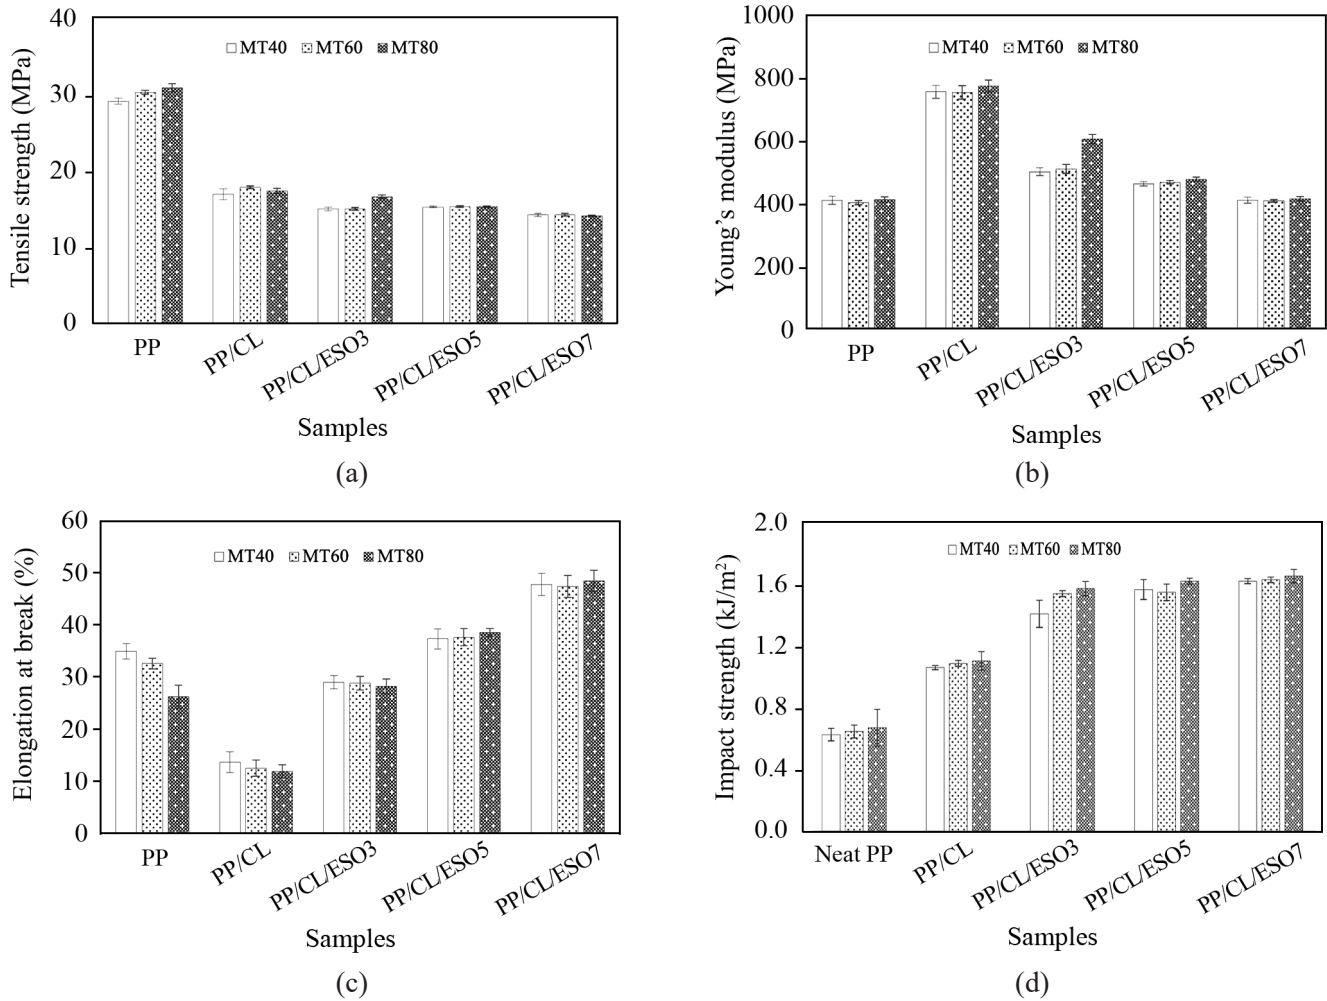 40
30
20
10
0
Tensile strength (MPa)
MT40 MT60 MT80
PP
PP/CL
PP/CL/ESO3
PP/CL/ESO5
PP/CL/ESO7
Samples
(a)
1000
800
600
400
200
0
Young’s modulus (MPa)
MT40 MT60 MT80
PP
PP/CL
PP/CL/ESO3
PP/CL/ESO5
PP/CL/ESO7
Samples
(b)
60
50
40
30
20
10
0
Elongation at break (%)
MT40 MT60 MT80
PP
PP/CL
PP/CL/ESO3
PP/CL/ESO5
PP/CL/ESO7
Samples
(c)
2.0
1.6
1.2
0.8
0.4
0.0
Impact strength (kJ/m²)
MT40 MT60 MT80
Neat PP
PP/CL
PP/CL/ESO3
PP/CL/ESO5
PP/CL/ESO7
Samples
(d)